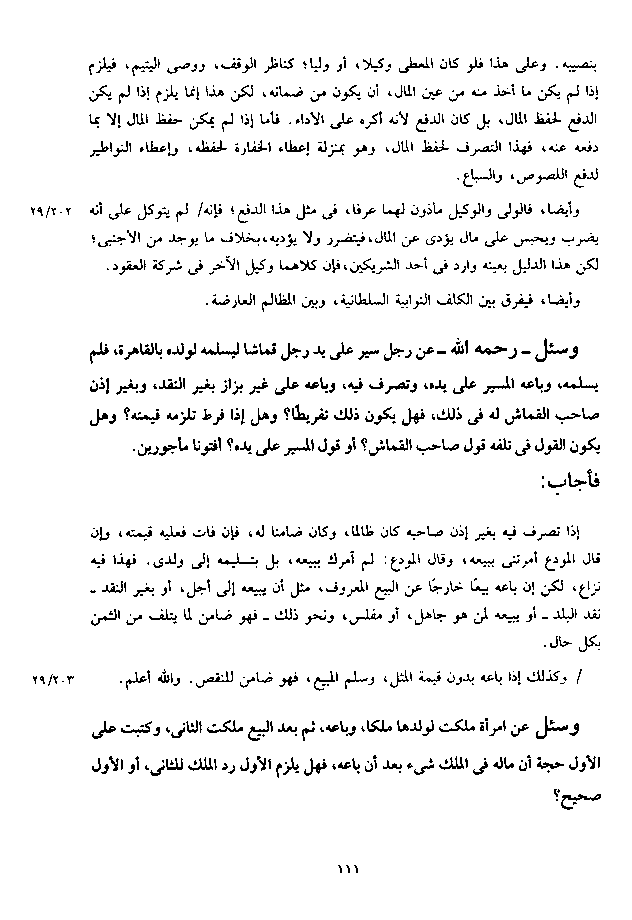 بنصيبه. وعلى هذا فلو كان المعطى وكيلا، أو وليا؛ كناظر الوقف، ووصى اليتيم، فيلزم
إذا لم يكن ما أخذ منه من عين المال، أن يكون من ضمانه، لكن هذا إنما يلزم إذا لم يكن
الدفع لحفظ المال، بل كان الدفع لأنه أكره على الأداء. فأما إذا لم يمكن حفظ المال إلا بما
دفعه عنه، فهذا التصرف لحفظ المال، وهو بمنزلة إعطاء الخفارة لحفظه، وإعطاء النواطير
لدفع اللصوص، والسباع.
وأيضا، فالولى والوكيل مأذون لهما عرفا، فى مثل هذا الدفع؛ فإنه/ لم يتوكل على أنه ٢٩/٢٠٢
يضرب ويحبس على مال يؤدى عن المال، فيتضرر ولا يؤديه، بخلاف ما يوجد من الأجنبى؛
لكن هذا الدليل بعينه وارد فى أحد الشريكين، فإن كلاهما وكيل الآخر فى شركة العقود.
وأيضا، فيفرق بين الكلف النوابية السلطانية، وبين المظالم العارضة.
وسئل ــ رحمه الله ــ عن رجل سير على يد رجل قماشا ليسلمه لولده بالقاهرة، فلم
يسلمه، وباعه المسير على يده، وتصرف فيه، وباعه على غير بزاز بغير النقد، وبغير إذن
صاحب القماش له فى ذلك، فهل يكون ذلك تفريطًا؟ وهل إذا فرط تلزمه قيمته؟ وهل
يكون القول فى تلفه قول صاحب القماش؟ أو قول المسير على يده؟ أفتونا مأجورين.
فأجاب:
إذا تصرف فيه بغير إذن صاحبه كان ظالما، وكان ضامنا له، فإن فات فعليه قيمته، وإن
قال المودع أمرتنى ببيعه، وقال المودع: لم آمرك ببيعه، بل بتسليمه إلى ولدى. فهذا فيه
نزاع، لكن إن باعه بيعًا خارجًا عن البيع المعروف، مثل أن يبيعه إلى أجل، أو بغير النقد ــ
نقد البلد ــ أو يبيعه لمن هو جاهل، أو مفلس، ونحو ذلك ــ فهو ضامن لما يتلف من الثمن
بكل حال.
/ وكذلك إذا باعه بدون قيمة المثل، وسلم المبيع، فهو ضامن للنقص. والله أعلم. ٢٩/٢٠٣
وسئل عن امرأة ملكت لولدها ملكا، وباعه، ثم بعد البيع ملكت الثانى، وكتبت على
الأول حجة أن ماله فى الملك شىء بعد أن باعه، فهل يلزم الأول رد الملك للثانى، أو الأول
صحيح؟
١١١